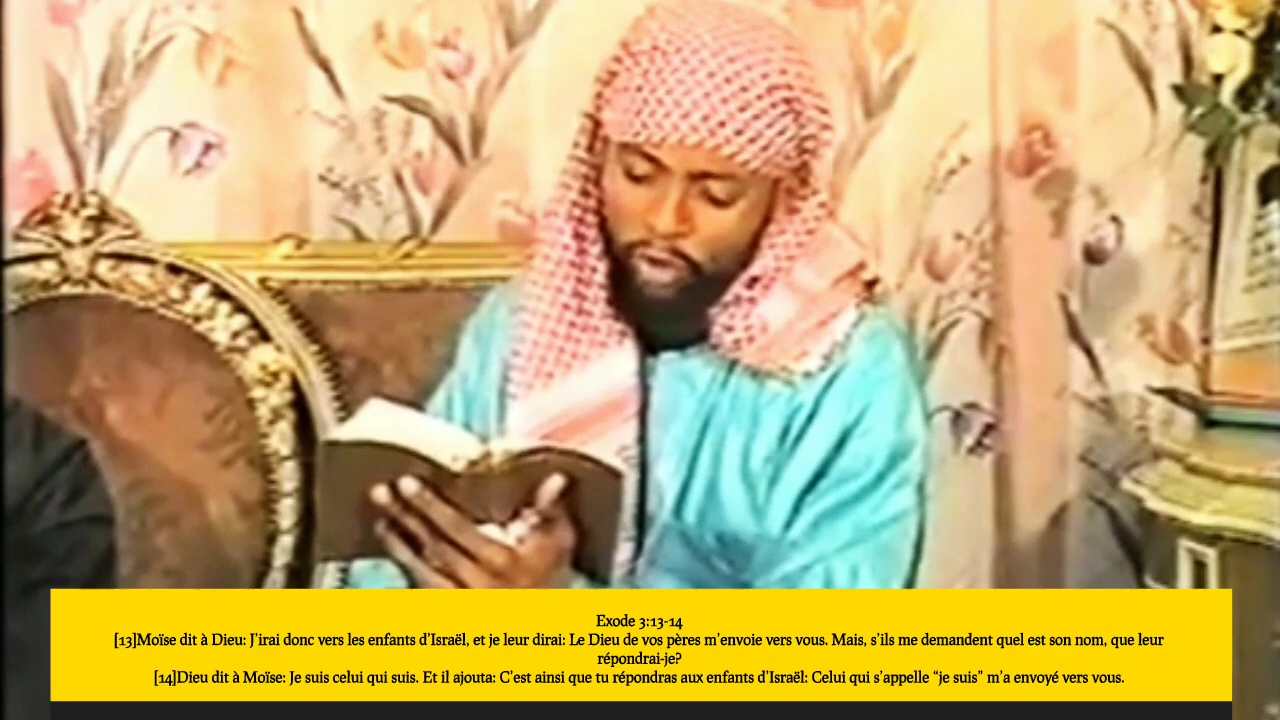 Exode 3:13-14
[13]Moïse dit à Dieu: J’irai donc vers les enfants d’Israël, et je leur dirai: Le Dieu de vos pères m’envoie vers vous. Mais, s’ils me demandent quel est son nom, que leur
répondrai-je?
[14]Dieu dit à Moïse: Je suis celui qui suis. Et il ajouta: C’est ainsi que tu répondras aux enfants d’Israël: Celui qui s’appelle “je suis” m’a envoyé vers vous.